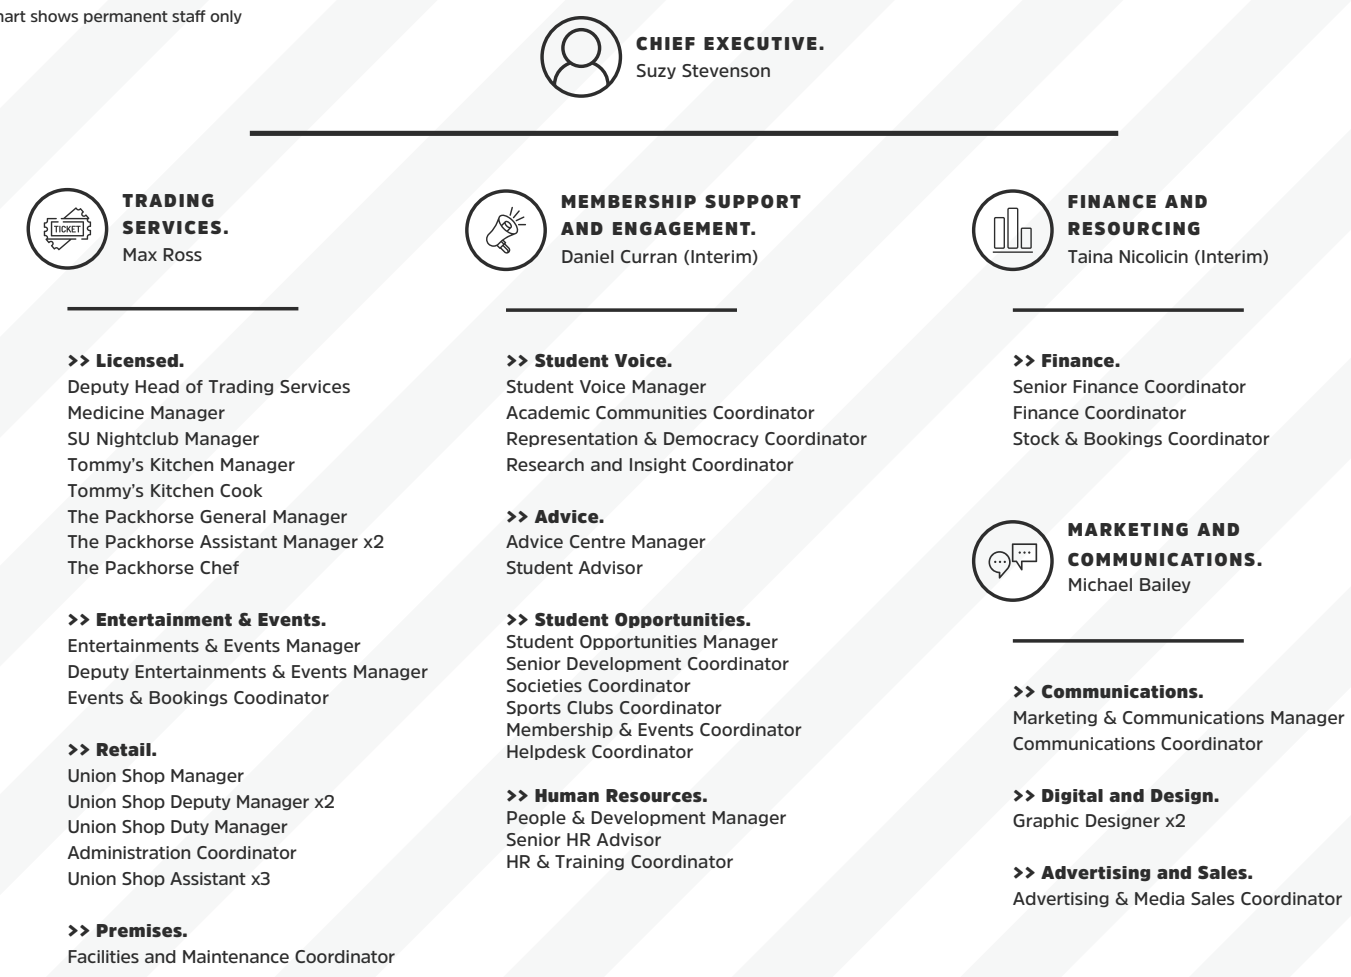 hart shows permanent staff only
CHIEF EXECUTIVE.
Suzy Stevenson
TRADING
SERVICES.
Max Ross
TICKET
>> Licensed.
Deputy Head of Trading Services
Medicine Manager
SU Nightclub Manager
Tommy's Kitchen Manager
Tommy's Kitchen Cook
The Packhorse General Manager
The Packhorse Assistant Manager x2
The Packhorse Chef
>> Entertainment & Events.
Entertainments & Events Manager
Deputy Entertainments & Events Manager
Events & Bookings Coodinator
>> Retail.
Union Shop Manager
Union Shop Deputy Manager x2
Union Shop Duty Manager
Administration Coordinator
Union Shop Assistant x3
>> Premises.
Facilities and Maintenance Coordinator
MEMBERSHIP SUPPORT
AND ENGAGEMENT.
Daniel Curran (Interim)
>> Student Voice.
Student Voice Manager
Academic Communities Coordinator
Representation & Democracy Coordinator
Research and Insight Coordinator
>> Advice.
Advice Centre Manager
Student Advisor
>> Student Opportunities.
Student Opportunities Manager
Senior Development Coordinator
Societies Coordinator
Sports Clubs Coordinator
Membership & Events Coordinator
Helpdesk Coordinator
>> Human Resources.
People & Development Manager
Senior HR Advisor
HR & Training Coordinator
FINANCE AND
RESOURCING
Taina Nicolicin (Interim)
>> Finance.
Senior Finance Coordinator
Finance Coordinator
Stock & Bookings Coordinator
MARKETING AND
COMMUNICATIONS.
Michael Bailey
>> Communications.
Marketing & Communications Manager
Communications Coordinator
>> Digital and Design.
Graphic Designer x2
>> Advertising and Sales.
Advertising & Media Sales Coordinator